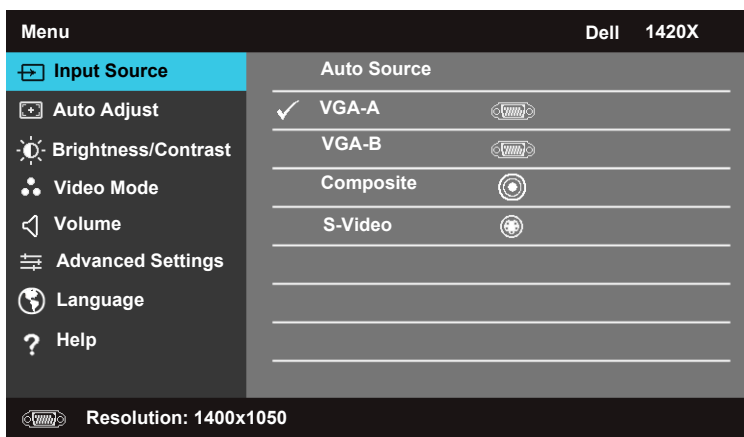 Menu Dell 1420X
Input Source
Auto Adjust
Brightness/Contrast
Video Mode
Volume
Advanced Settings
Language
? Help
Auto Source
VGA-A
VGA-B
Composite
S-Video
Resolution: 1400x1050